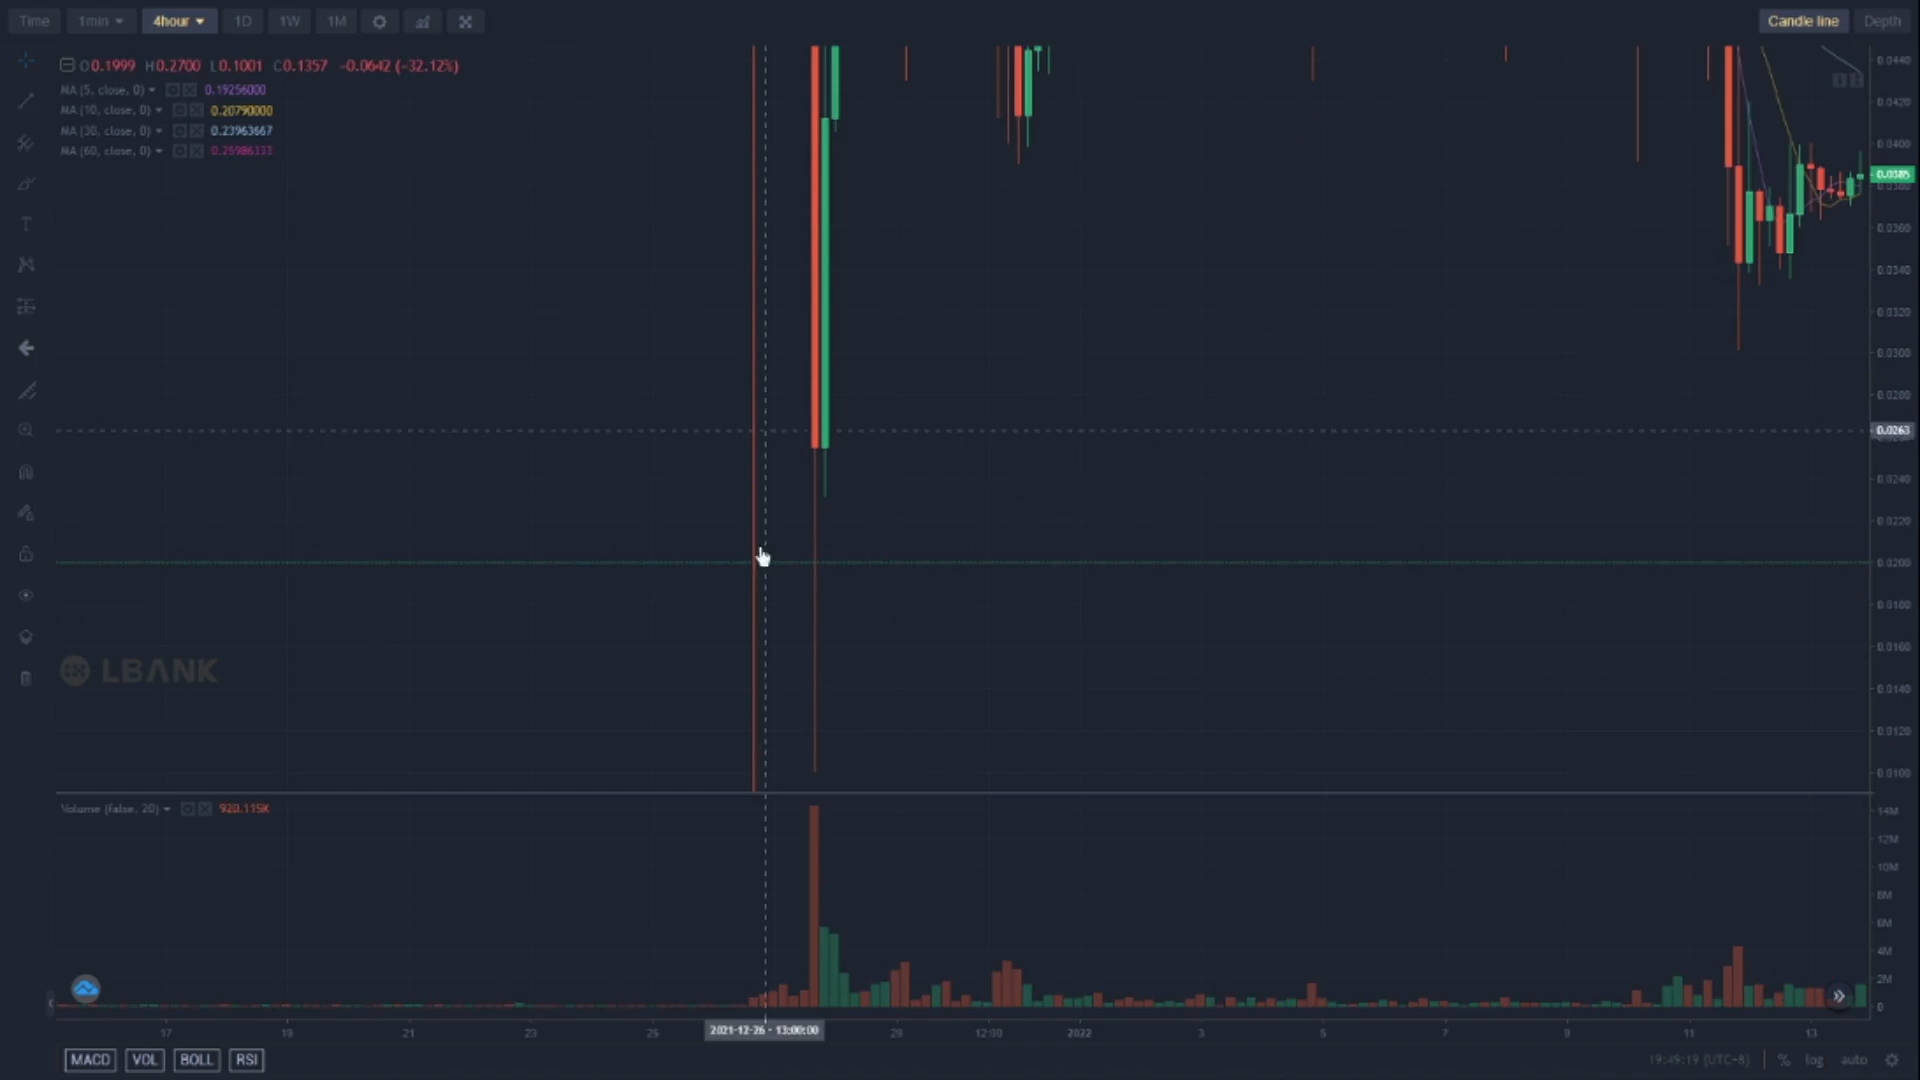 Time 1min 4hour 1D 1W 1M Candle line Depth
O0.1999 H0.2700 L0.1001 C0.1357 -0.0642 (-32.12%)
MA (5, close, 0) 0.19256000
MA (10, close, 0) 0.20790000
MA (30, close, 0) 0.23963667
MA (60, close, 0) 0.25986333
0.0440
0.0420
0.0400
0.0385
0.0380
0.0360
0.0340
0.0320
0.0300
0.0280
0.0263
0.0240
0.0220
0.0200
0.0180
0.0160
LBANK
0.0140
0.0120
0.0100
Volume (false, 20) 920.115K
14M
12M
10M
8M
6M
4M
2M
0
17 19 21 23 25 2021-12-26 - 13:00:00 29 12:00 2022 3 5 7 9 11 13
MACD VOL BOLL RSI 19:49:19 (UTC-8) % log auto